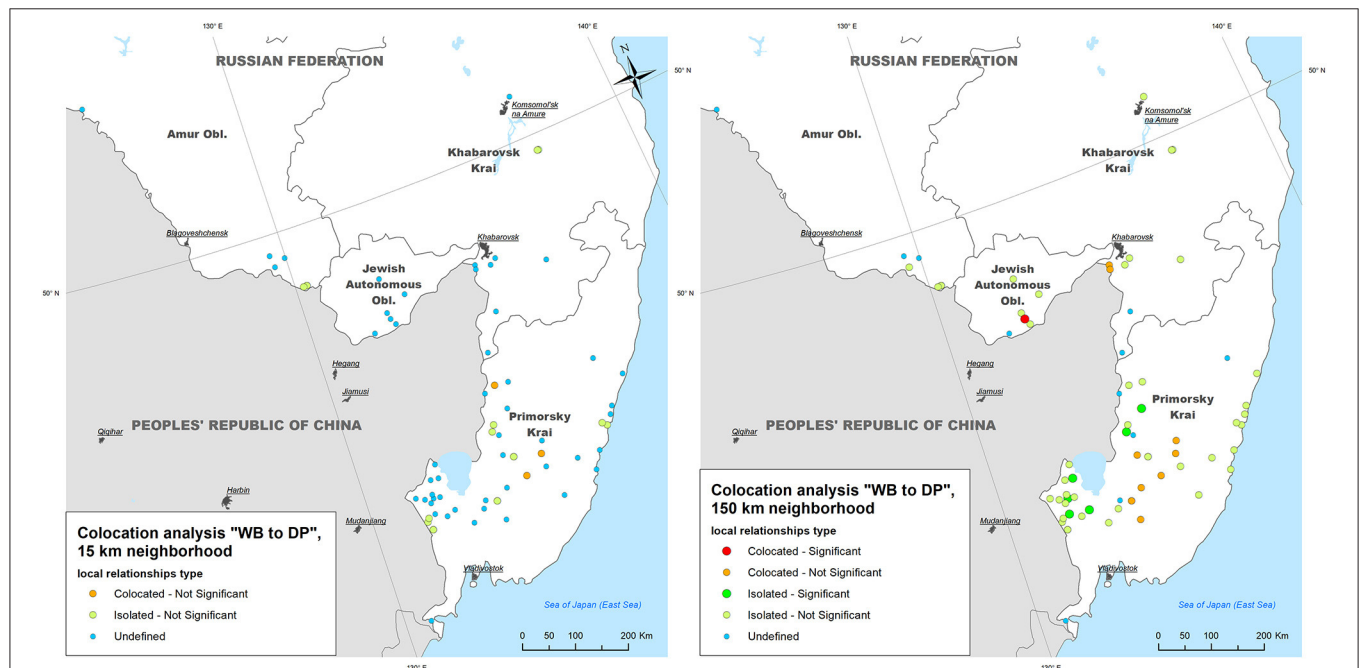 130° E
140° E
RUSSIAN FEDERATION
N
50° N
Komsomol'sk
na Amure
Amur Obl.
Khabarovsk
Krai
Blagoveshchensk
Khabarovsk
Jewish
Autonomous
Obl.
50° N
Hegang
Jiamusi
Primorsky
Krai
PEOPLES' REPUBLIC OF CHINA
Qiqihar
Harbin
Mudanjiang
Vladivostok
Colocation analysis "WB to DP",
15 km neighborhood
local relationships type
Colocated - Not Significant
Isolated - Not Significant
Undefined
Sea of Japan (East Sea)
0 50 100 200 Km
130° E
130° E
140° E
RUSSIAN FEDERATION
50° N
Komsomol'sk
na Amure
Amur Obl.
Khabarovsk
Krai
Blagoveshchensk
Khabarovsk
Jewish
Autonomous
Obl.
50° N
Hegang
Jiamusi
Primorsky
Krai
PEOPLES' REPUBLIC OF CHINA
Qiqihar
Harbin
Mudanjiang
Vladivostok
Colocation analysis "WB to DP",
150 km neighborhood
local relationships type
Colocated - Significant
Colocated - Not Significant
Isolated - Significant
Isolated - Not Significant
Undefined
Sea of Japan (East Sea)
0 50 100 200 Km
130° E